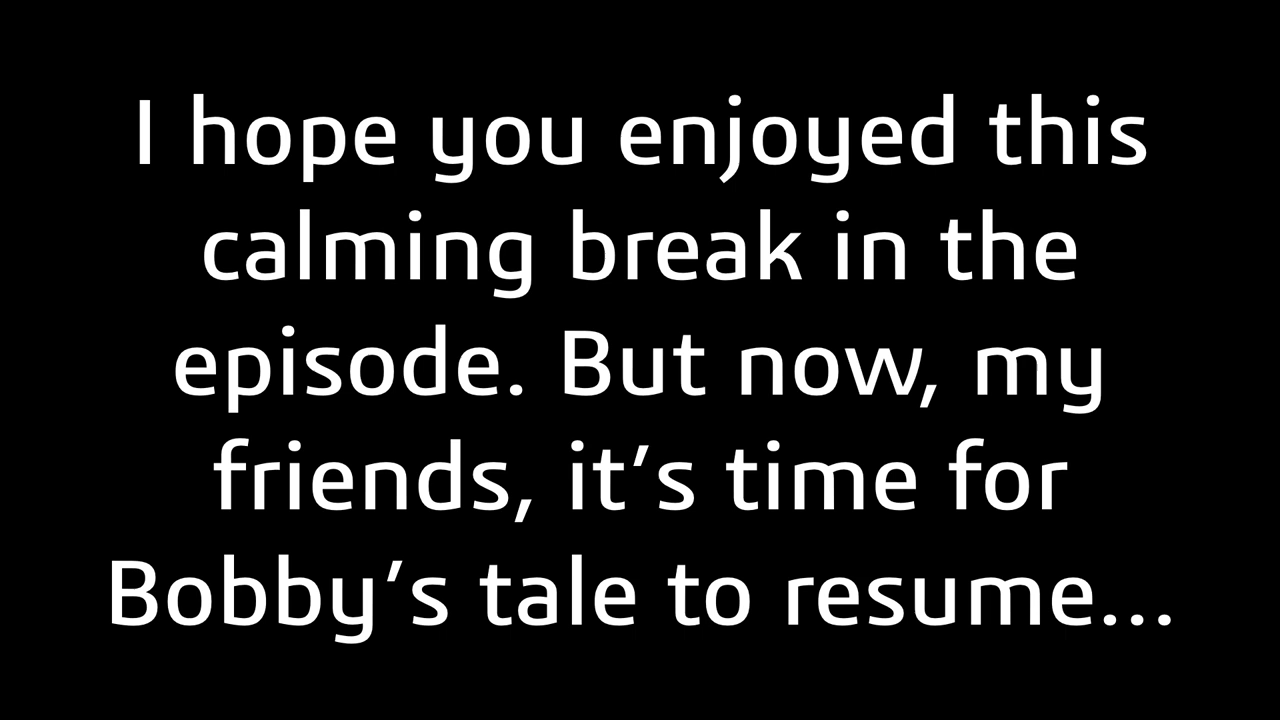 I hope you enjoyed this
calming break in the
episode. But now, my
friends, it’s time for
Bobby’s tale to resume...